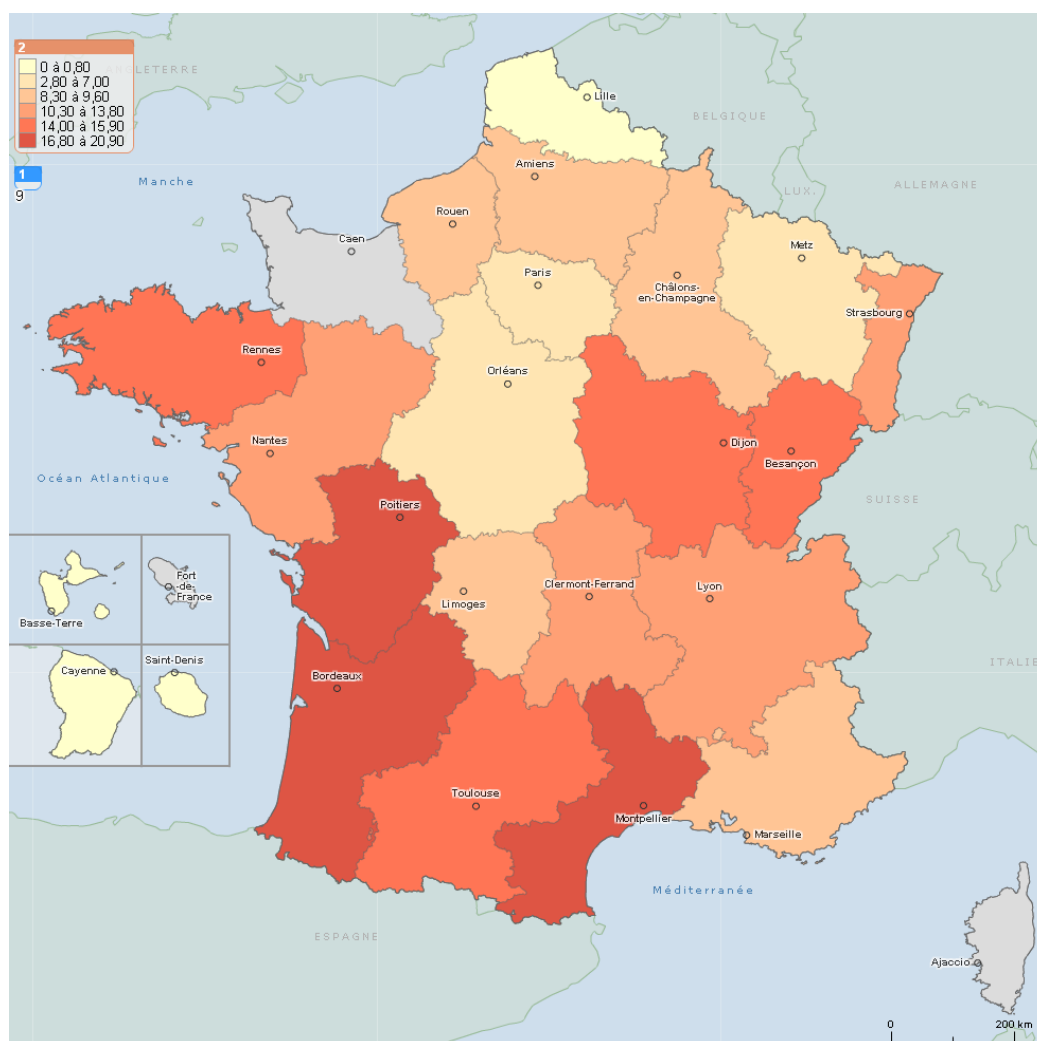 2
0 à 0,80
2,80 à 7,00
8,30 à 9,60
10,30 à 13,80
14,00 à 15,90
16,80 à 20,90
1
9
ANGLETERRE
Lille
BELGIQUE
Manche
Amiens
LUX.
ALLEMAGNE
Rouen
Caen
Metz
Paris
Châlons-
en-Champagne
Strasbourg
Rennes
Orléans
Nantes
Dijon
Besançon
Océan Atlantique
SUISSE
Poitiers
Fort
-de-
France
Clermont-Ferrand
Lyon
Limoges
Basse-Terre
Saint-Denis
Cayenne
ITALIE
Bordeaux
Toulouse
Montpellier
Marseille
Méditerranée
ESPAGNE
Ajaccio
0
200 km